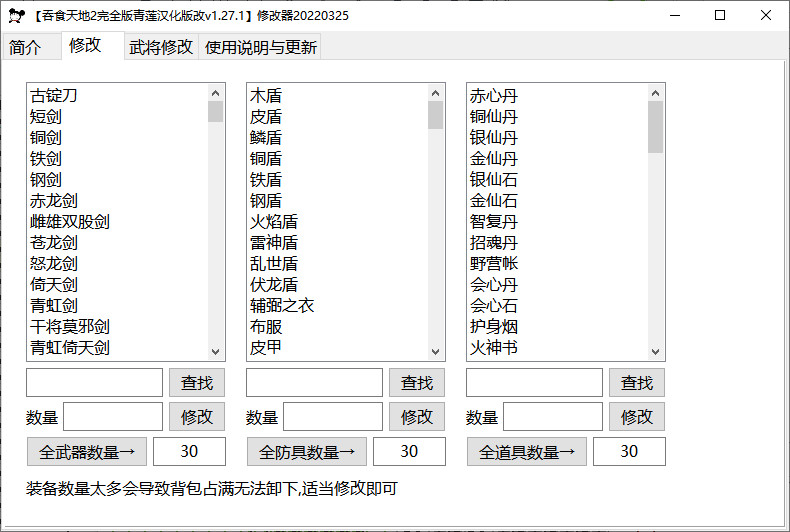 【吞食天地2完全版青莲汉化版改v1.27.1】修改器20220325
简介 修改 武将修改 使用说明与更新
古锭刀
短剑
铜剑
铁剑
钢剑
赤龙剑
雌雄双股剑
苍龙剑
怒龙剑
倚天剑
青虹剑
干将莫邪剑
青虹倚天剑
木盾
皮盾
鳞盾
铜盾
铁盾
钢盾
火焰盾
雷神盾
乱世盾
伏龙盾
辅弼之衣
布服
皮甲
赤心丹
铜仙丹
银仙丹
金仙丹
银仙石
金仙石
智复丹
招魂丹
野营帐
会心丹
会心石
护身烟
火神书
查找 查找 查找
数量 修改 数量 修改 数量 修改
全武器数量→ 30 全防具数量→ 30 全道具数量→ 30
装备数量太多会导致背包占满无法卸下,适当修改即可